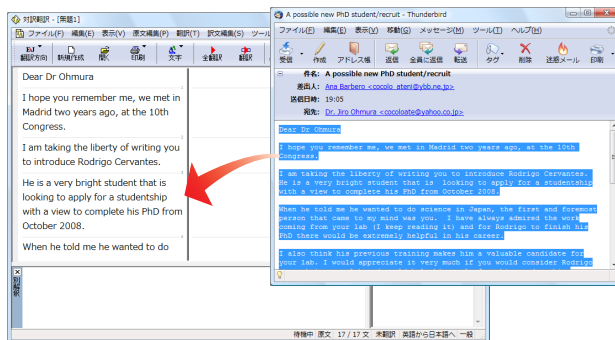 対訳翻訳 - [無題1]
ファイル(F) 編集(E) 表示(V) 原文編集(P) 翻訳(T) 訳文編集(S) ツール
EtoJ
翻訳方向 新規作成 開く 印刷 文字 全翻訳 翻訳
Dear Dr Ohmura
I hope you remember me, we met in
Madrid two years ago, at the 10th
Congress.
I am taking the liberty of writing you
to introduce Rodrigo Cervantes.
He is a very bright student that is
looking to apply for a studentship
with a view to complete his PhD from
October 2008.
When he told me he wanted to do
別解釈
待機中 原文 17 / 17 文 未翻訳 英語から日本語へ 一般
A possible new PhD student/recruit - Thunderbird
ファイル(F) 編集(E) 表示(V) 移動(G) メッセージ(M) ツール(T) ヘルプ(H)
受信 作成 アドレス帳 返信 全員に返信 転送 タグ 削除 迷惑メール 印刷
件名: A possible new PhD student/recruit
差出人: Ana Barbero <cocolo_ateni@ybb.ne.jp>
送信日時: 19:05
宛先: Dr. Jiro Ohmura <cocoloate@yahoo.co.jp>
Dear Dr Ohmura
I hope you remember me, we met in Madrid two years ago, at the 10th
Congress.
I am taking the liberty of writing you to introduce Rodrigo Cervantes.
He is a very bright student that is looking to apply for a studentship
with a view to complete his PhD from October 2008.
When he told me he wanted to do science in Japan, the first and foremost
person that came to my mind was you. I have always admired the work
coming from your lab (I keep reading it) and for Rodrigo to finish his
PhD there would be extremely helpful in his career.
I also think his previous training makes him a valuable candidate for
your lab. I would appreciate it very much if you would consider Rodrigo